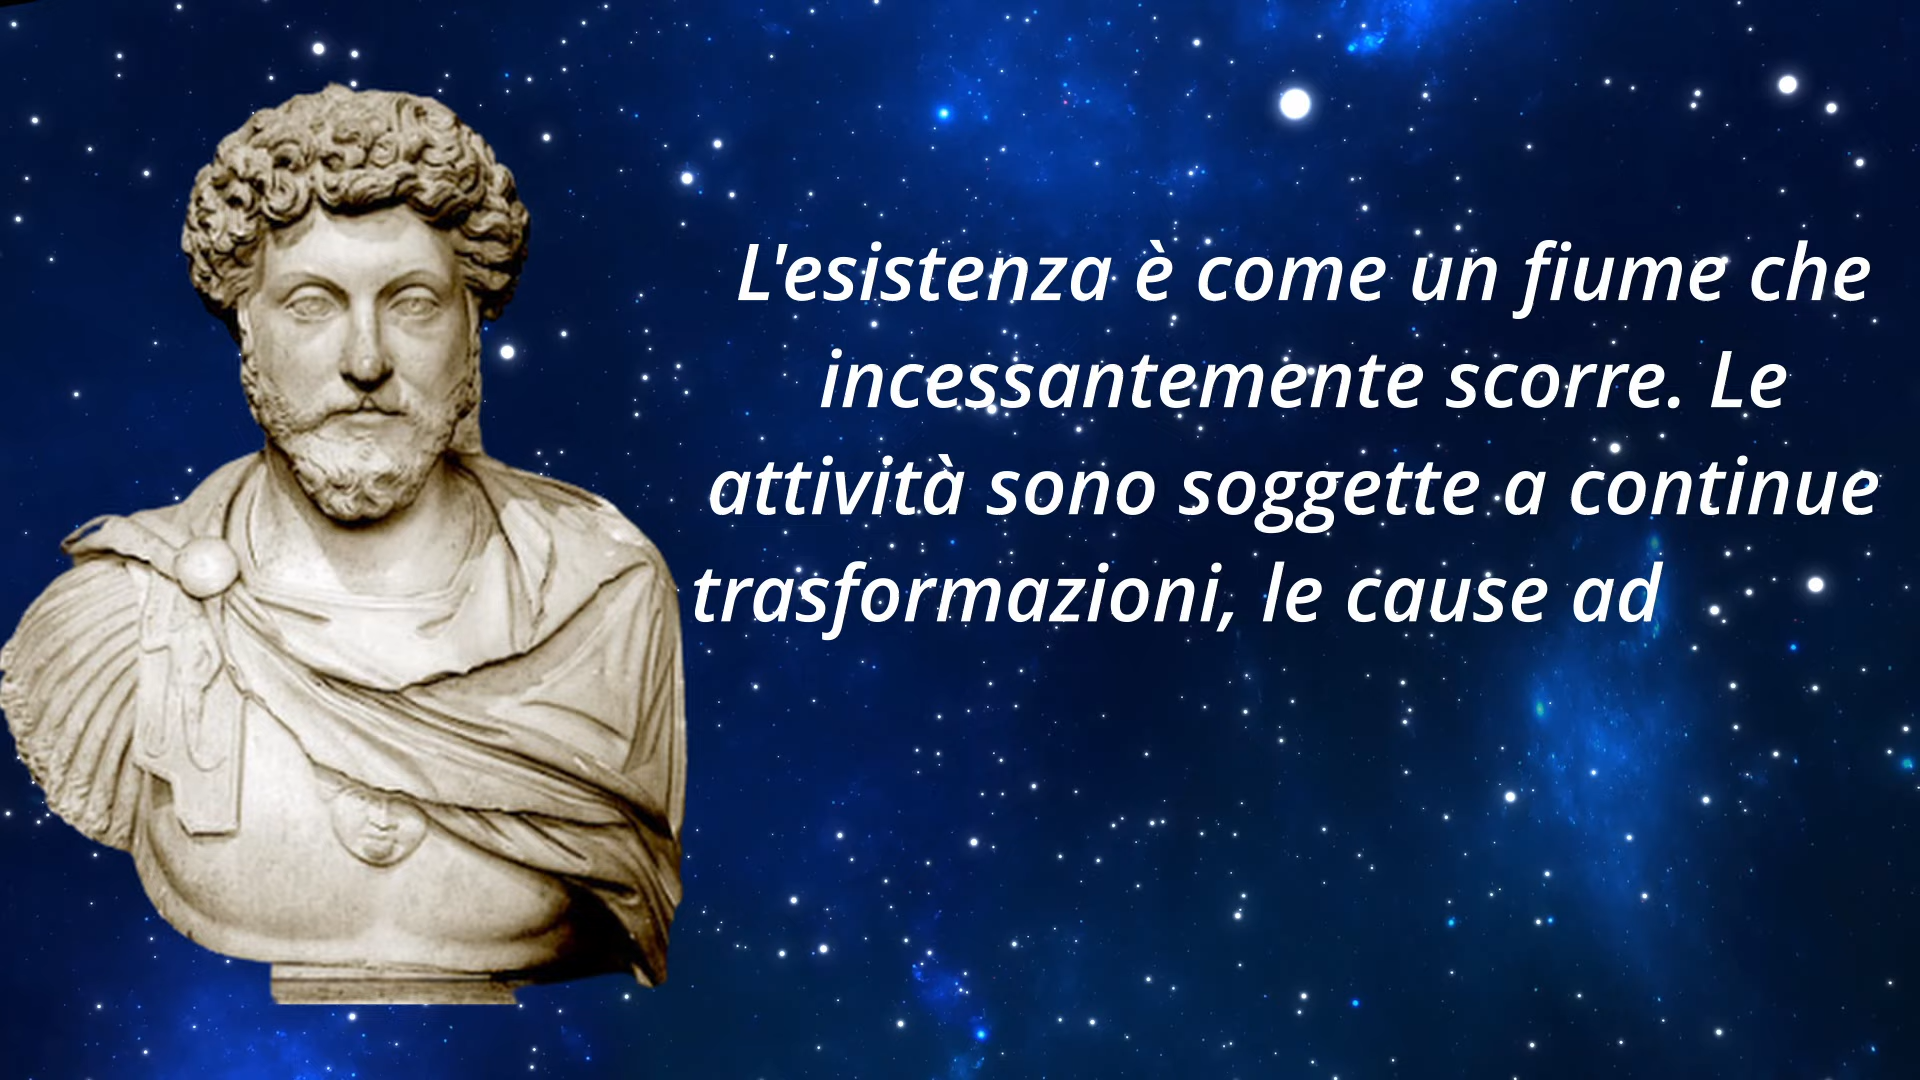 L'esistenza è come un fiume che
incessantemente scorre. Le
attività sono soggette a continue
trasformazioni, le cause ad